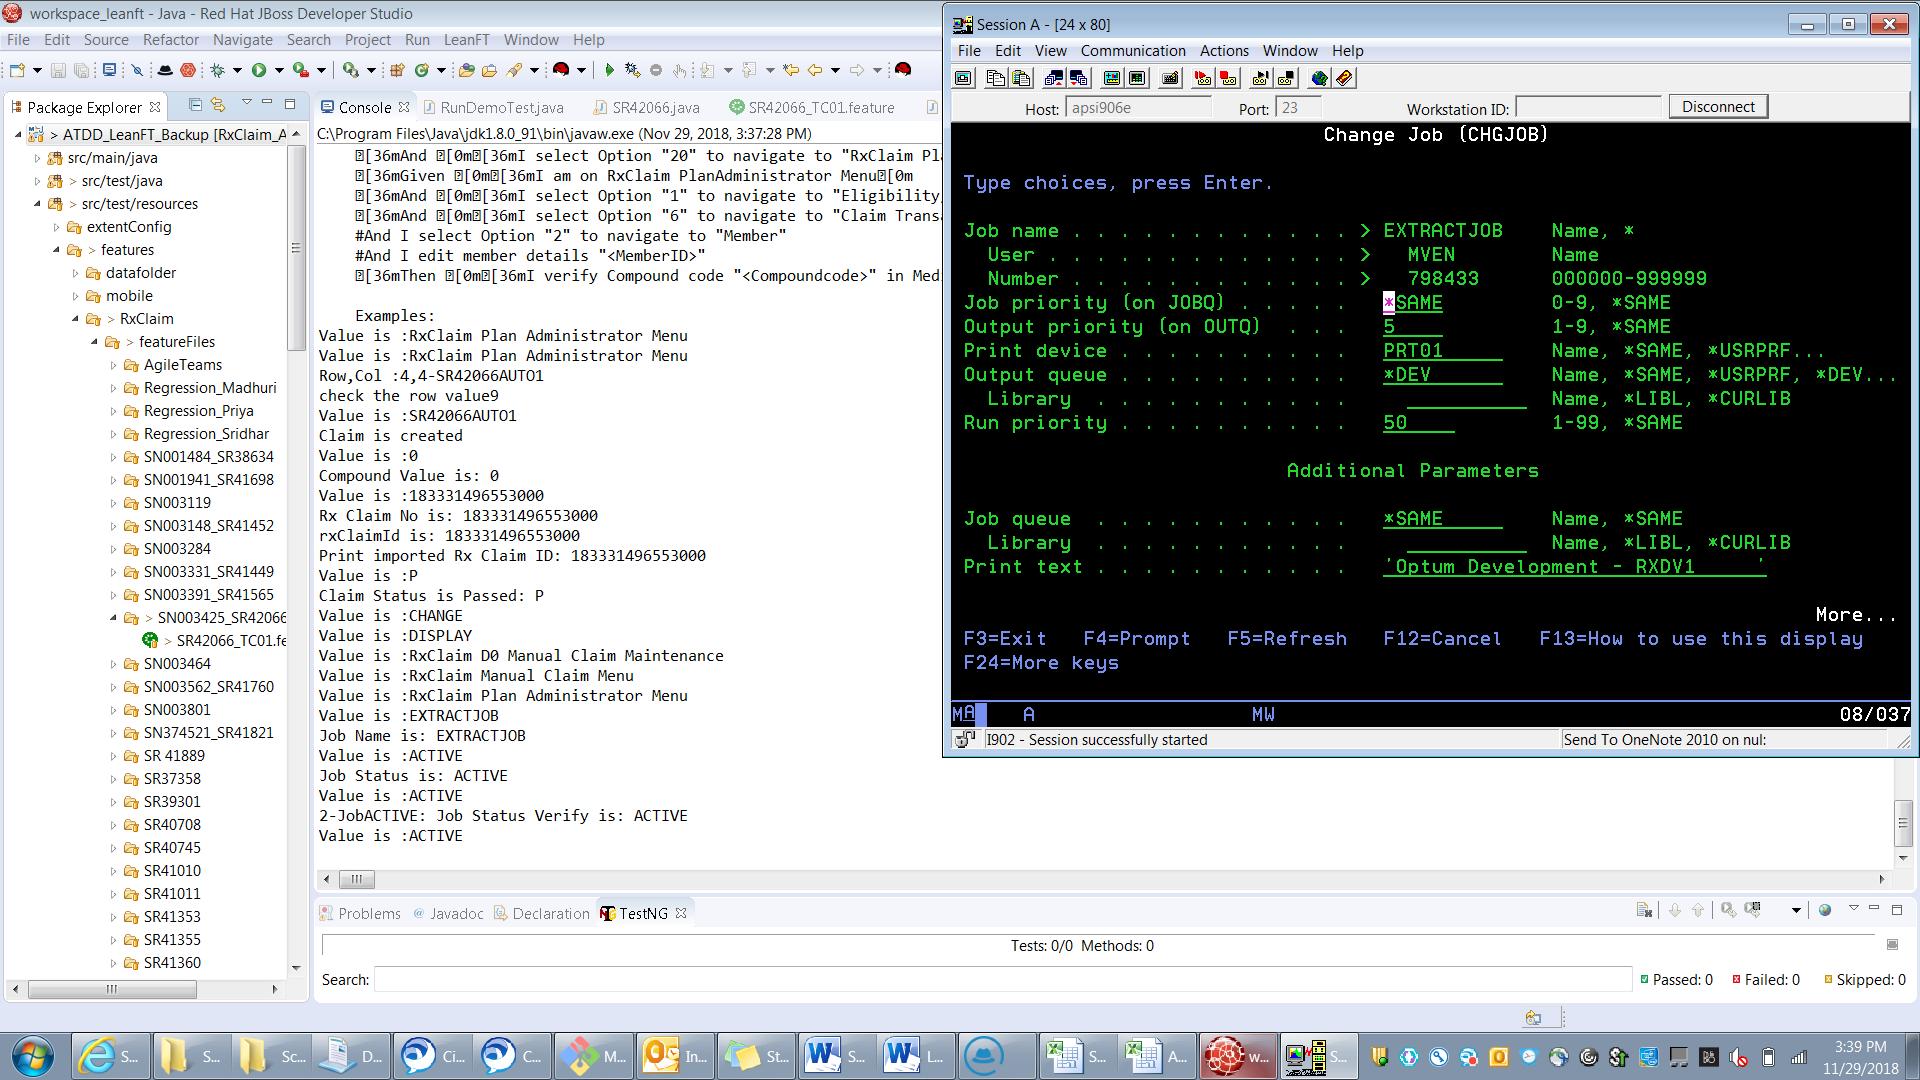 workspace_leanft - Java - Red Hat JBoss Developer Studio
File Edit Source Refactor Navigate Search Project Run LeanFT Window Help
Package Explorer
> ATDD_LeanFT_Backup [RxClaim_A
src/main/java
> src/test/java
> src/test/resources
extentConfig
> features
datafolder
mobile
> RxClaim
> featureFiles
AgileTeams
Regression_Madhuri
Regression_Priya
Regression_Sridhar
SN001484_SR38634
SN001941_SR41698
SN003119
SN003148_SR41452
SN003284
SN003331_SR41449
SN003391_SR41565
> SN003425_SR42066
> SR42066_TC01.fe
SN003464
SN003562_SR41760
SN003801
SN374521_SR41821
SR 41889
SR37358
SR39301
SR40708
SR40745
SR41010
SR41011
SR41353
SR41355
SR41360
Console RunDemoTest.java SR42066.java SR42066_TC01.feature
C:\Program Files\Java\jdk1.8.0_91\bin\javaw.exe (Nov 29, 2018, 3:37:28 PM)
[36mAnd [0m[36mI select Option "20" to navigate to "RxClaim Pl
[36mGiven [0m[36mI am on RxClaim PlanAdministrator Menu[0m
[36mAnd [0m[36mI select Option "1" to navigate to "Eligibility,
[36mAnd [0m[36mI select Option "6" to navigate to "Claim Transa
#And I select Option "2" to navigate to "Member"
#And I edit member details "<MemberID>"
[36mThen [0m[36mI verify Compound code "<Compoundcode>" in Med
Examples:
Value is :RxClaim Plan Administrator Menu
Value is :RxClaim Plan Administrator Menu
Row,Col :4,4-SR42066AUTO1
check the row value9
Value is :SR42066AUTO1
Claim is created
Value is :0
Compound Value is: 0
Value is :183331496553000
Rx Claim No is: 183331496553000
rxClaimId is: 183331496553000
Print imported Rx Claim ID: 183331496553000
Value is :P
Claim Status is Passed: P
Value is :CHANGE
Value is :DISPLAY
Value is :RxClaim D0 Manual Claim Maintenance
Value is :RxClaim Manual Claim Menu
Value is :RxClaim Plan Administrator Menu
Value is :EXTRACTJOB
Job Name is: EXTRACTJOB
Value is :ACTIVE
Job Status is: ACTIVE
Value is :ACTIVE
2-JobACTIVE: Job Status Verify is: ACTIVE
Value is :ACTIVE
Problems @ Javadoc Declaration TestNG
Tests: 0/0 Methods: 0
Search: Passed: 0 Failed: 0 Skipped: 0
Session A - [24 x 80]
File Edit View Communication Actions Window Help
Host: apsi906e Port: 23 Workstation ID: Disconnect
Change Job (CHGJOB)
Type choices, press Enter.
Job name . . . . . . . . . . . . > EXTRACTJOB Name, *
User . . . . . . . . . . . . . > MVEN Name
Number . . . . . . . . . . . . > 798433 000000-999999
Job priority (on JOBQ) . . . . . *SAME 0-9, *SAME
Output priority (on OUTQ) . . . 5 1-9, *SAME
Print device . . . . . . . . . . PRT01 Name, *SAME, *USRPRF...
Output queue . . . . . . . . . . *DEV Name, *SAME, *USRPRF, *DEV...
Library . . . . . . . . . . . Name, *LIBL, *CURLIB
Run priority . . . . . . . . . . 50 1-99, *SAME
Additional Parameters
Job queue . . . . . . . . . . . *SAME Name, *SAME
Library . . . . . . . . . . . Name, *LIBL, *CURLIB
Print text . . . . . . . . . . . 'Optum Development - RXDV1 '
More...
F3=Exit F4=Prompt F5=Refresh F12=Cancel F13=How to use this display
F24=More keys
MA A MW 08/037
I902 - Session successfully started Send To OneNote 2010 on nul:
S... S... Sc... D... Ci... C... M... In... St... S... L... S... A... w... S... 3:39 PM
11/29/2018